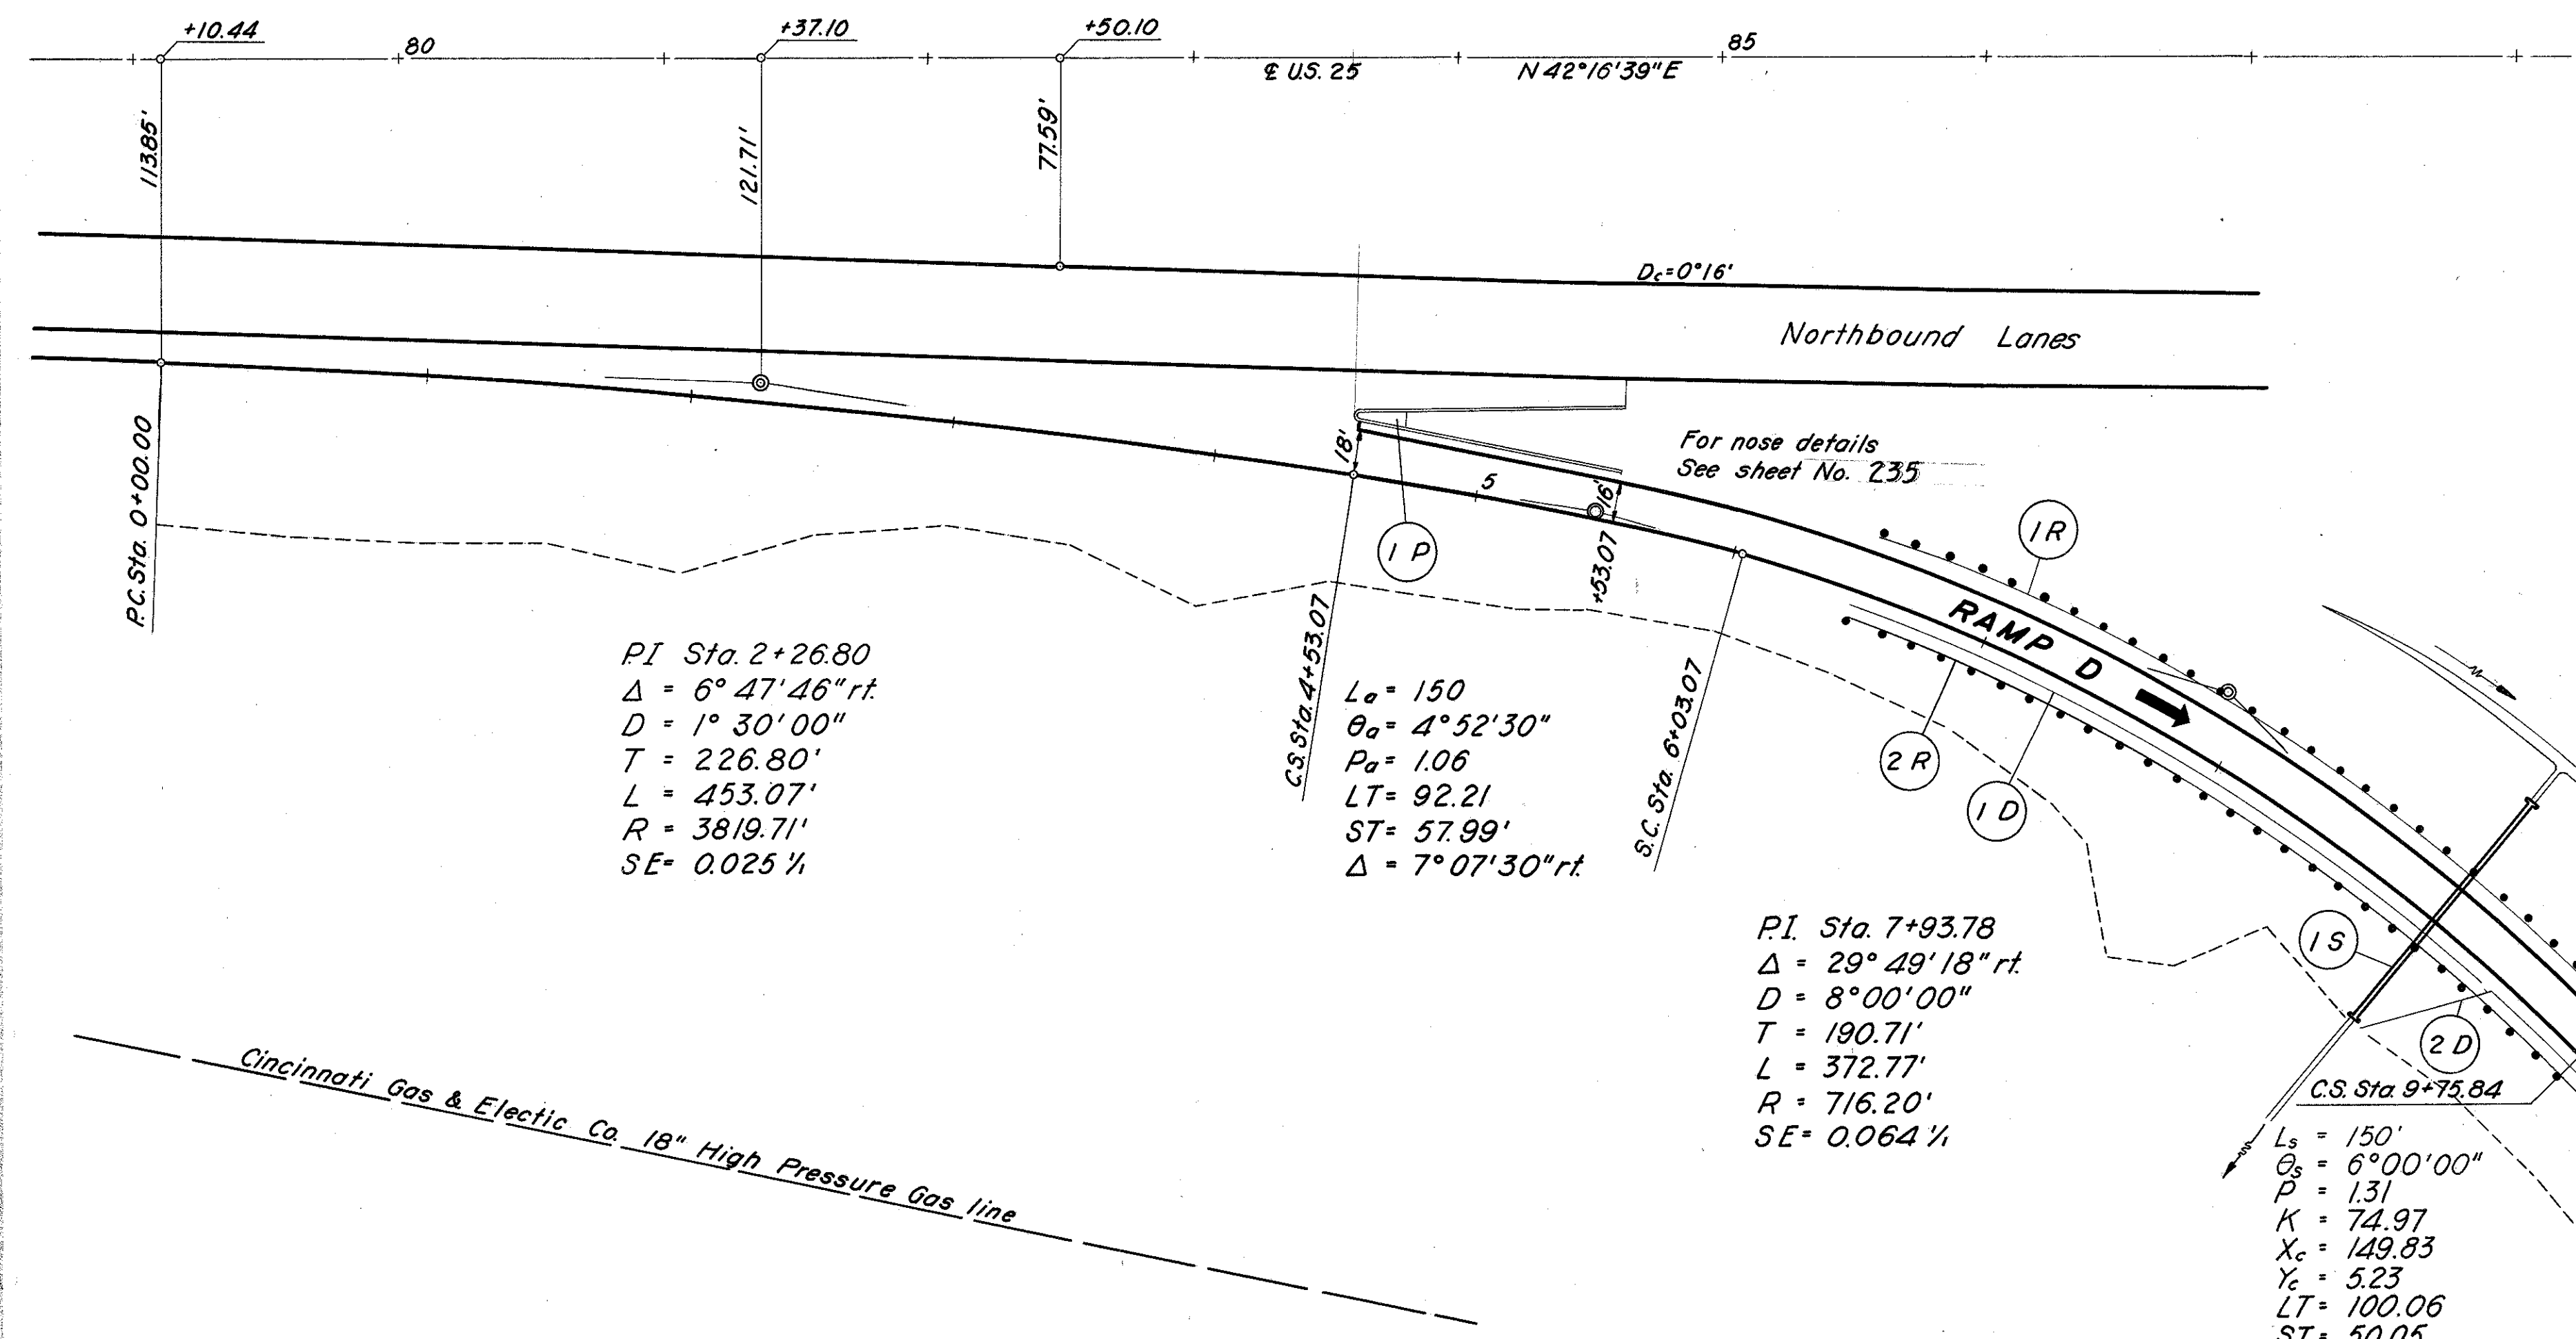 +10.44
80
+37.10
+50.10
85
℄ U.S. 25
N 42°16'39"E
113.85'
121.71'
77.59'
Dc=0°16'
Northbound Lanes
P.C. Sta. 0+00.00
18'
5
16'
For nose details
See sheet No. 235
1 P
+53.07
1 R
RAMP D
C.S. Sta. 4+53.07
S.C. Sta. 6+03.07
2 R
1 D
P.I Sta. 2+26.80
Δ = 6° 47'46"rt.
D = 1° 30'00"
T = 226.80'
L = 453.07'
R = 3819.71'
SE= 0.025 1/1
La = 150
θa = 4°52'30"
Pa = 1.06
LT= 92.21
ST= 57.99'
Δ = 7°07'30"rt.
P.I. Sta. 7+93.78
Δ = 29° 49'18"rt.
D = 8°00'00"
T = 190.71'
L = 372.77'
R = 716.20'
SE= 0.064 1/1
1 S
2 D
C.S. Sta. 9+75.84
Ls = 150'
θs = 6°00'00"
P = 1.31
K = 74.97
Xc = 149.83
Yc = 5.23
LT= 100.06
ST= 50.05
Cincinnati Gas & Electic Co. 18" High Pressure Gas line